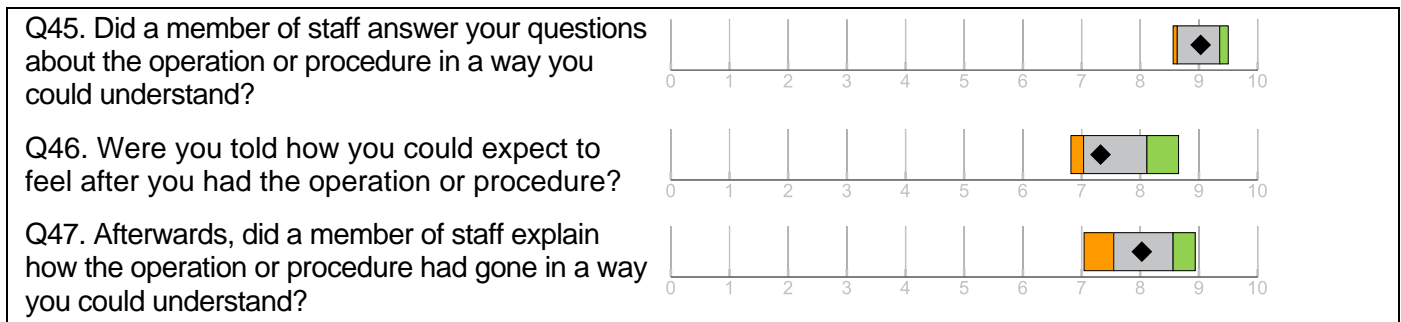 Q45. Did a member of staff answer your questions
about the operation or procedure in a way you
could understand?
0 1 2 3 4 5 6 7 8 9 10
Q46. Were you told how you could expect to
feel after you had the operation or procedure?
0 1 2 3 4 5 6 7 8 9 10
Q47. Afterwards, did a member of staff explain
how the operation or procedure had gone in a way
you could understand?
0 1 2 3 4 5 6 7 8 9 10